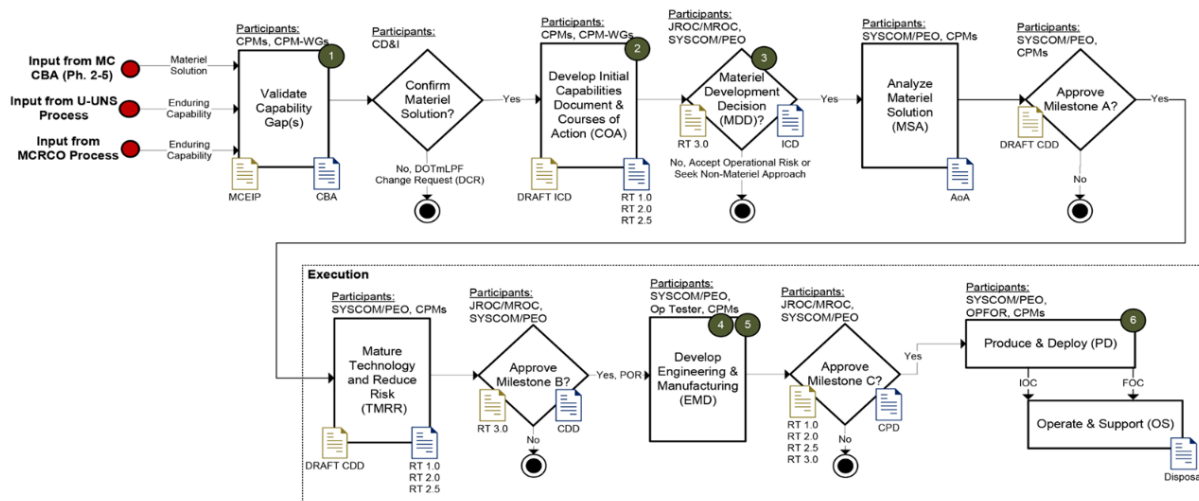 Participants:
CPMs, CPM-WGs
1
Input from MC
CBA (Ph. 2-5)
Materiel
Solution
Input from U-UNS
Process
Enduring
Capability
Input from
MCRCO Process
Enduring
Capability
Validate
Capability
Gap(s)
MCEIP
CBA
Participants:
CD&I
Confirm
Materiel
Solution?
Yes
No, DOTmLPF
Change Request (DCR)
Participants:
CPMs, CPM-WGs
2
Develop Initial
Capabilities
Document &
Courses of
Action (COA)
DRAFT ICD
RT 1.0
RT 2.0
RT 2.5
Participants:
JROC/MROC,
SYSCOM/PEO
3
Materiel
Development
Decision
(MDD)?
RT 3.0
ICD
Yes
No, Accept Operational Risk or
Seek Non-Materiel Approach
Participants:
SYSCOM/PEO, CPMs
Analyze
Materiel
Solution
(MSA)
AoA
Participants:
SYSCOM/PEO,
CPMs
Approve
Milestone A?
DRAFT CDD
Yes
No
Execution
Participants:
SYSCOM/PEO, CPMs
Mature
Technology
and Reduce
Risk
(TMRR)
DRAFT CDD
RT 1.0
RT 2.0
RT 2.5
Participants:
JROC/MROC,
SYSCOM/PEO
Approve
Milestone B?
RT 3.0
CDD
Yes, POR
No
Participants:
SYSCOM/PEO,
Op Tester, CPMs
4
5
Develop
Engineering &
Manufacturing
(EMD)
Participants:
JROC/MROC,
SYSCOM/PEO
Approve
Milestone C?
RT 1.0
RT 2.0
RT 2.5
RT 3.0
CPD
Yes
No
Participants:
SYSCOM/PEO,
OPFOR, CPMs
6
Produce & Deploy (PD)
IOC
FOC
Operate & Support (OS)
Disposa